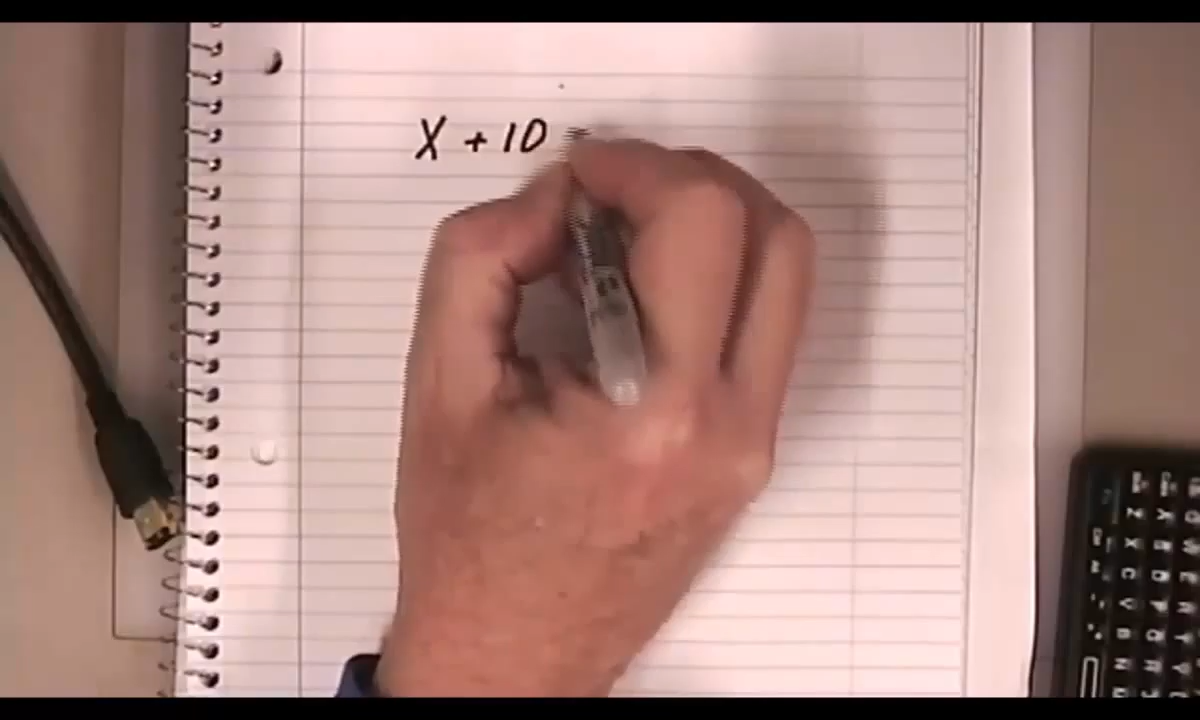 X + 10 =